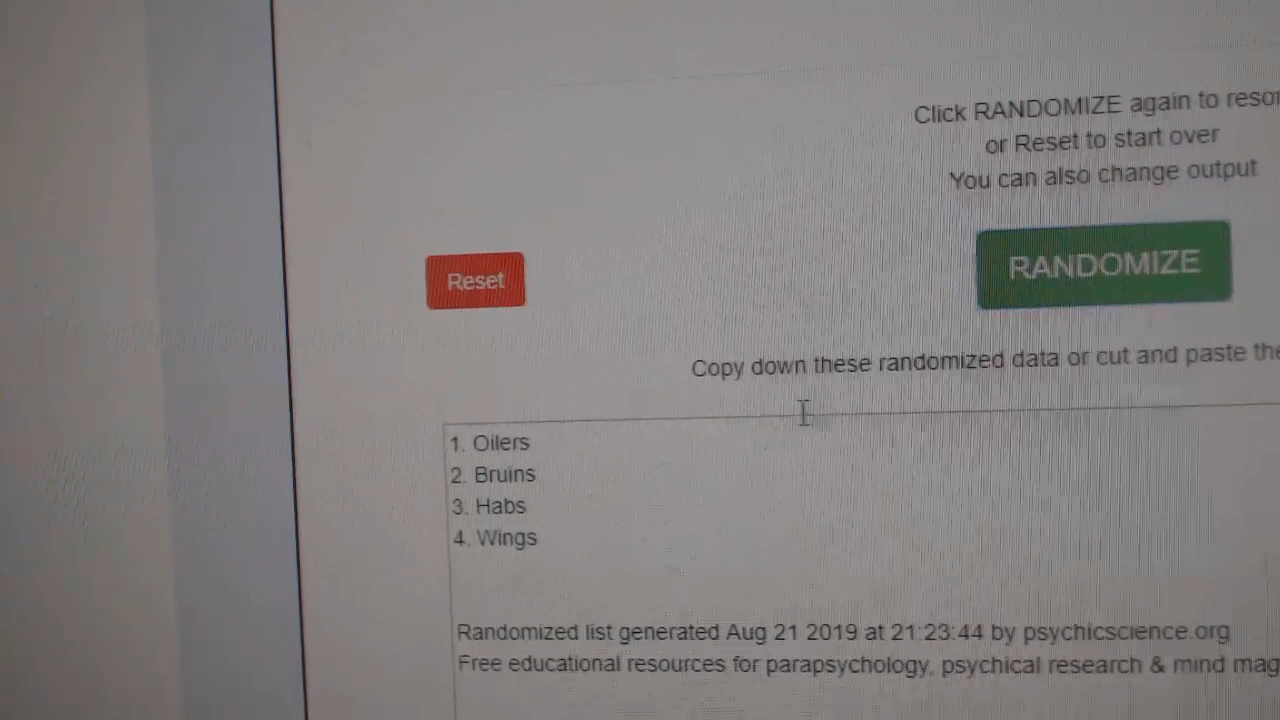 Click RANDOMIZE again to
or Reset to start over
You can also change output
Reset
RANDOMIZE
Copy down these randomized data or cut and paste
1. Oilers
2. Bruins
3. Habs
4. Wings
Randomized list generated Aug 21 2019 at 21:23:44 by psychicscience.org
Free educational resources for parapsychology, psychical research & mind